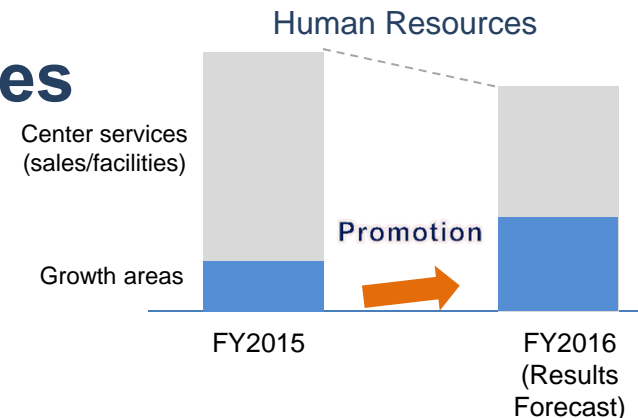 Human Resources
es
Center services
(sales/facilities)
Promotion
Growth areas
FY2015
FY2016
(Results
Forecast)